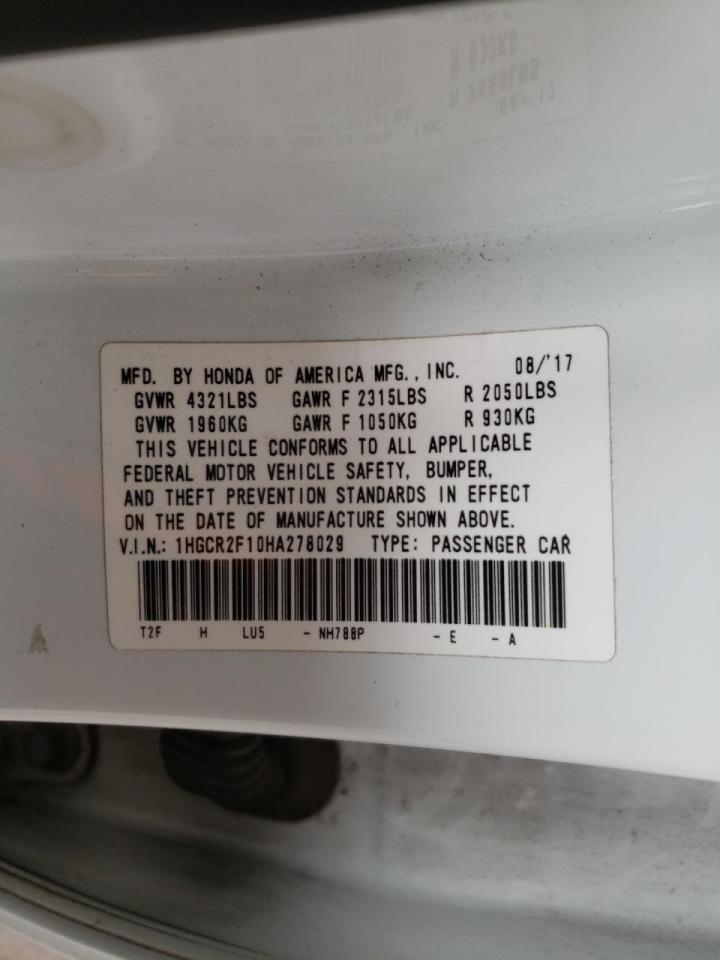 MFD. BY HONDA OF AMERICA MFG., INC. 08/'17
GVWR 4321LBS GAWR F 2315LBS R 2050LBS
GVWR 1960KG GAWR F 1050KG R 930KG
THIS VEHICLE CONFORMS TO ALL APPLICABLE
FEDERAL MOTOR VEHICLE SAFETY, BUMPER,
AND THEFT PREVENTION STANDARDS IN EFFECT
ON THE DATE OF MANUFACTURE SHOWN ABOVE.
V.I.N.: 1HGCR2F10HA278029 TYPE: PASSENGER CAR
T2F H LU5 - NH788P - E - A